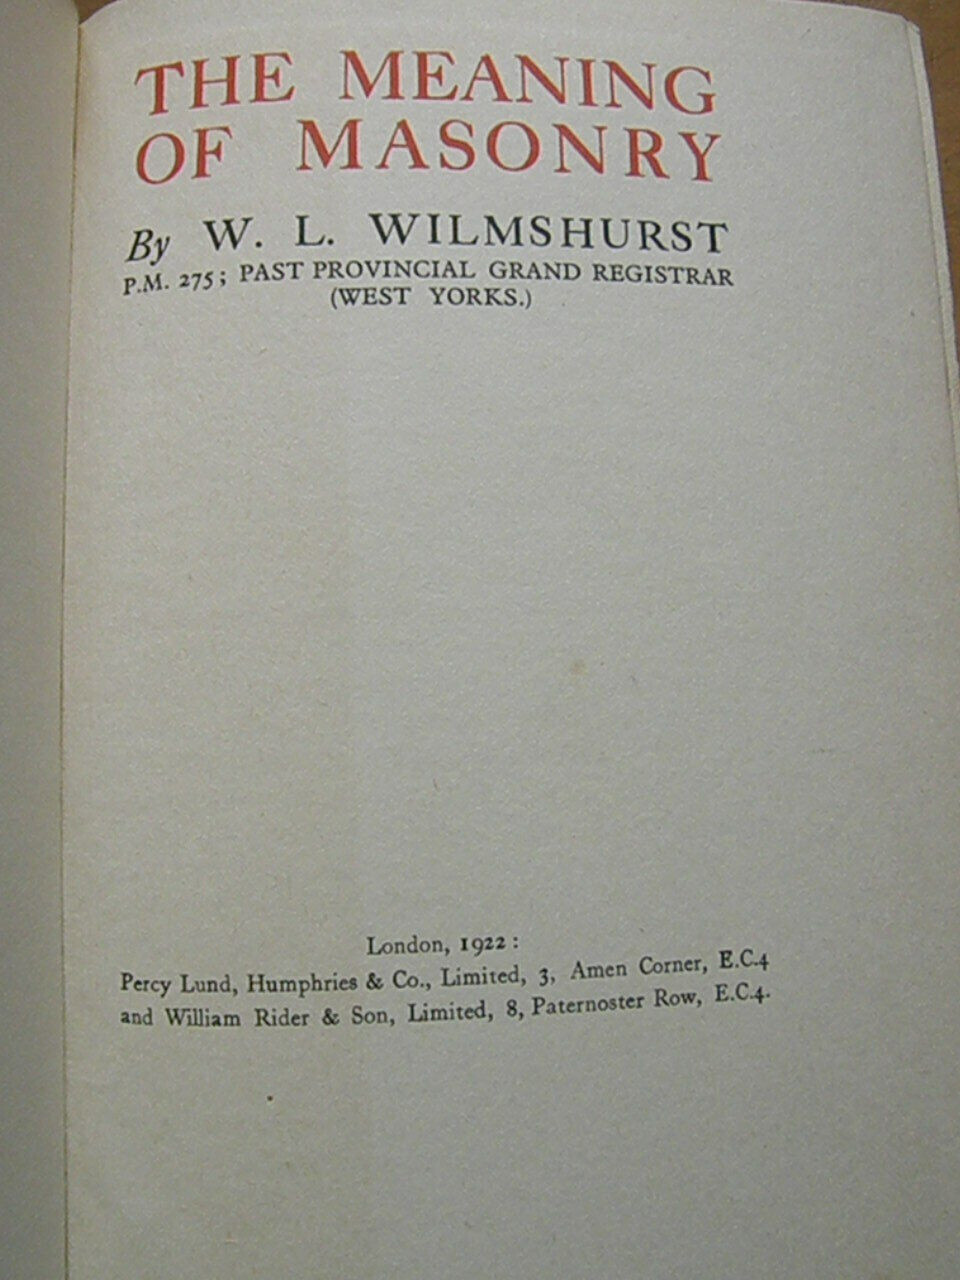 THE MEANING
OF MASONRY
By W. L. WILMSHURST
P.M. 275; PAST PROVINCIAL GRAND REGISTRAR
(WEST YORKS.)
London, 1922:
Percy Lund, Humphries & Co., Limited, 3, Amen Corner, E.C.4
and William Rider & Son, Limited, 8, Paternoster Row, E.C.4.